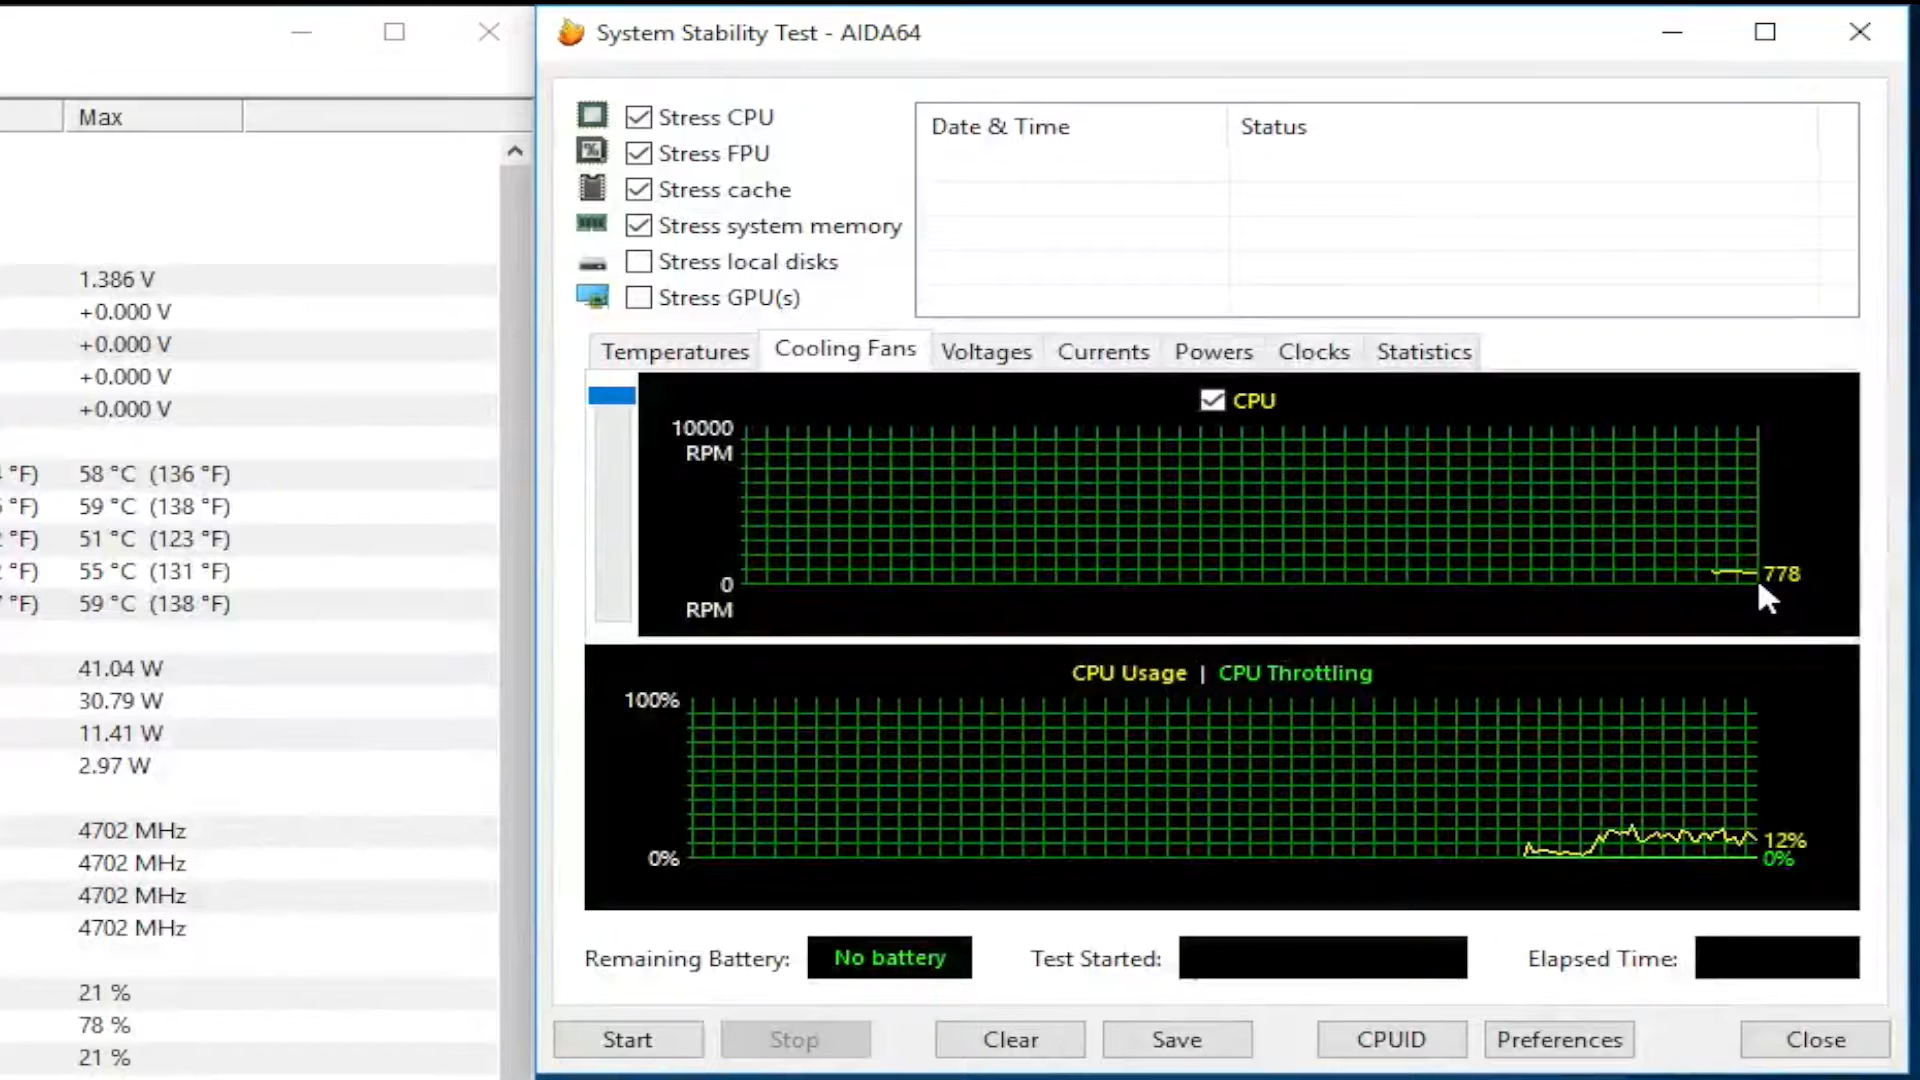 Max
1.386 V
+0.000 V
+0.000 V
+0.000 V
+0.000 V
°F) 58 °C (136 °F)
°F) 59 °C (138 °F)
°F) 51 °C (123 °F)
°F) 55 °C (131 °F)
°F) 59 °C (138 °F)
41.04 W
30.79 W
11.41 W
2.97 W
4702 MHz
4702 MHz
4702 MHz
4702 MHz
21 %
78 %
21 %
System Stability Test - AIDA64
Stress CPU
Stress FPU
Stress cache
Stress system memory
Stress local disks
Stress GPU(s)
Date & Time Status
Temperatures Cooling Fans Voltages Currents Powers Clocks Statistics
CPU
10000
RPM
778
0
RPM
CPU Usage | CPU Throttling
100%
12%
0% 0%
Remaining Battery: No battery Test Started: Elapsed Time:
Start Stop Clear Save CPUID Preferences Close